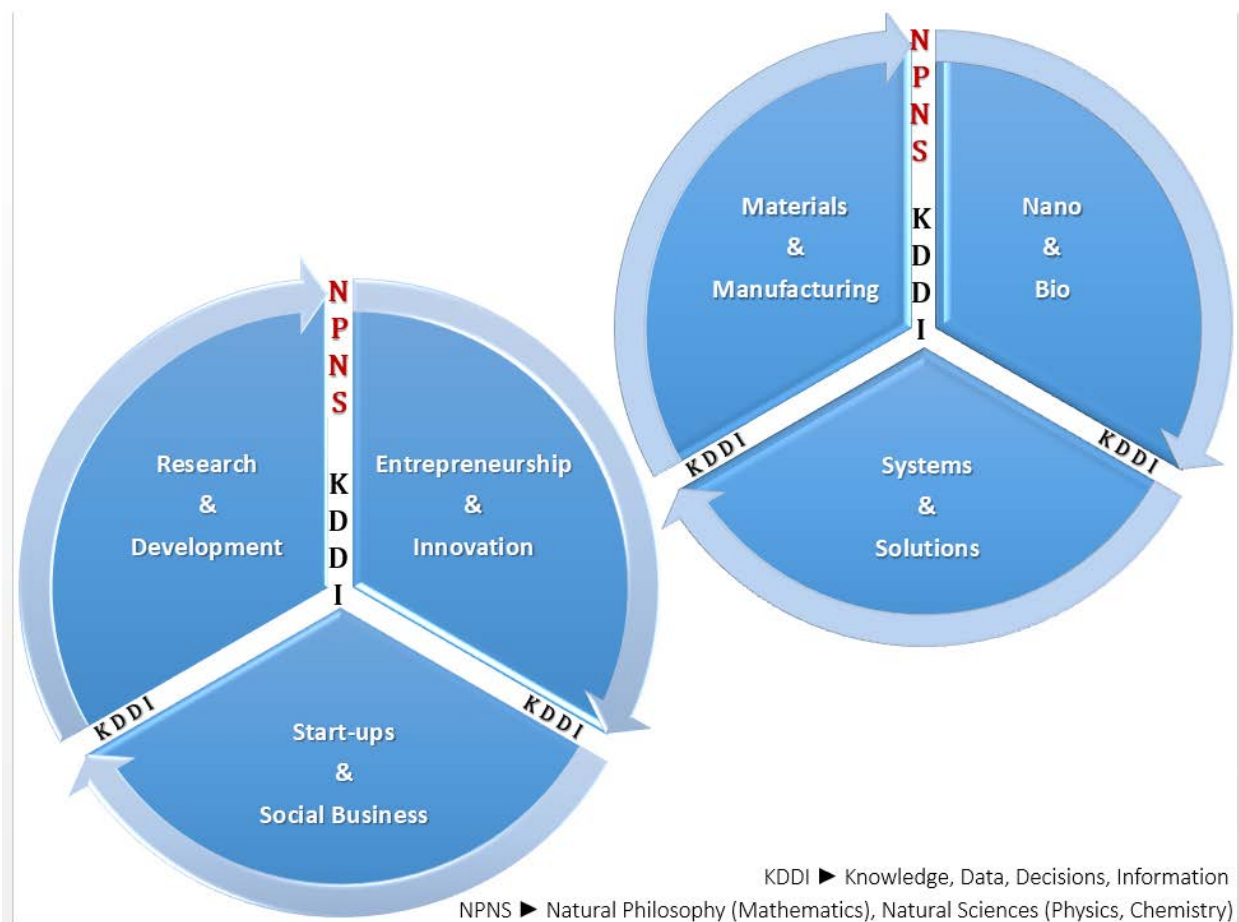 N
P
N
S
K
D
D
I
Materials
&
Manufacturing
Nano
&
Bio
KDDI
KDDI
Systems
&
Solutions
N
P
N
S
K
D
D
I
Research
&
Development
Entrepreneurship
&
Innovation
KDDI
KDDI
Start-ups
&
Social Business
KDDI ► Knowledge, Data, Decisions, Information
NPNS ► Natural Philosophy (Mathematics), Natural Sciences (Physics, Chemistry)